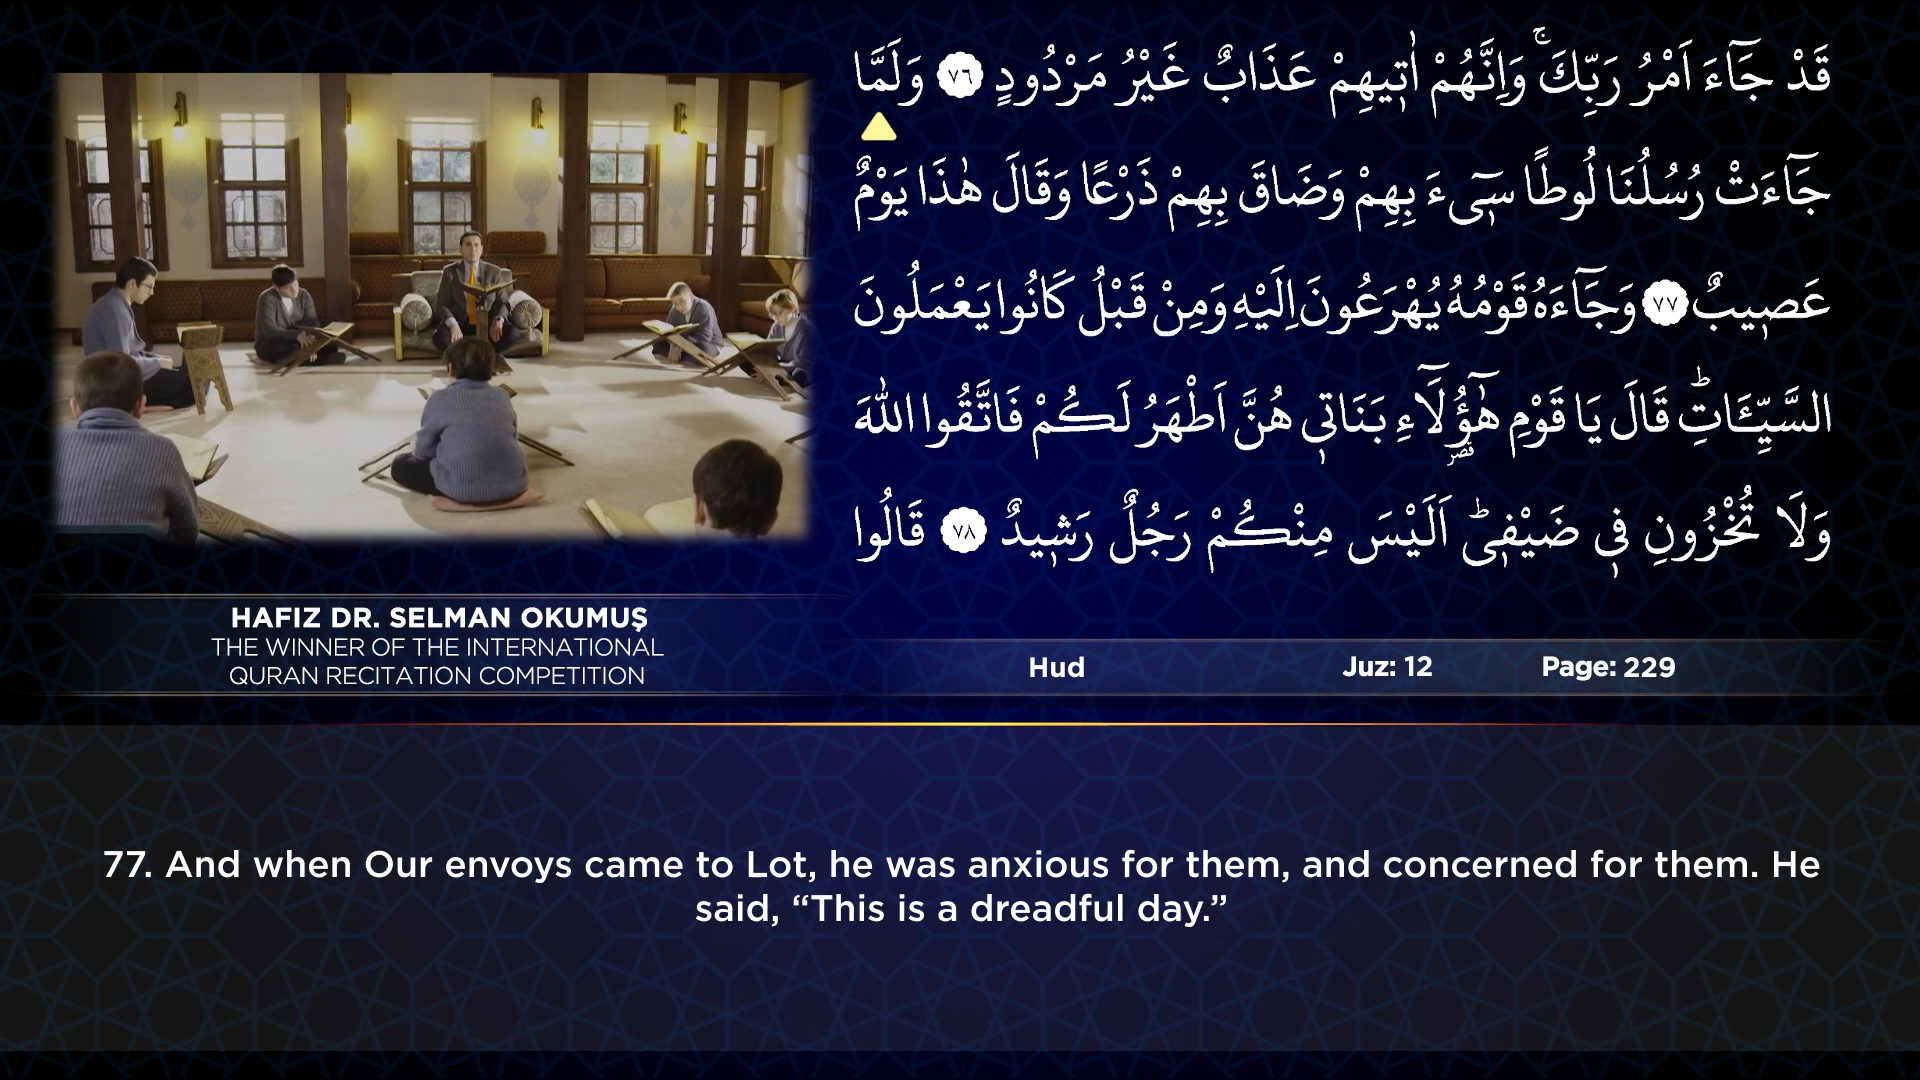 قَدْ جَٓاءَ اَمْرُ رَبِّكَۚ وَاِنَّهُمْ اٰتٖيهِمْ عَذَابٌ غَيْرُ مَرْدُودٍ ﴿٧٦﴾ وَلَمَّا
جَٓاءَتْ رُسُلُنَا لُوطًا سٖٓيءَ بِهِمْ وَضَاقَ بِهِمْ ذَرْعًا وَقَالَ هٰذَا يَوْمٌ
عَصٖيبٌ ﴿٧٧﴾ وَجَٓاءَهُ قَوْمُهُ يُهْرَعُونَ اِلَيْهِ وَمِنْ قَبْلُ كَانُوا يَعْمَلُونَ
السَّيِّـَٔاتِؕ قَالَ يَا قَوْمِ هٰٓؤُ۬لَٓاءِ بَنَاتٖي هُنَّ اَطْهَرُ لَكُمْ فَاتَّقُوا اللّٰهَ
قصر
وَلَا تُخْزُونِ فٖي ضَيْفٖيؕ اَلَيْسَ مِنْكُمْ رَجُلٌ رَشٖيدٌ ﴿٧٨﴾ قَالُوا
HAFIZ DR. SELMAN OKUMUŞ
THE WINNER OF THE INTERNATIONAL
QURAN RECITATION COMPETITION
Hud Juz: 12 Page: 229
77. And when Our envoys came to Lot, he was anxious for them, and concerned for them. He
said, “This is a dreadful day.”